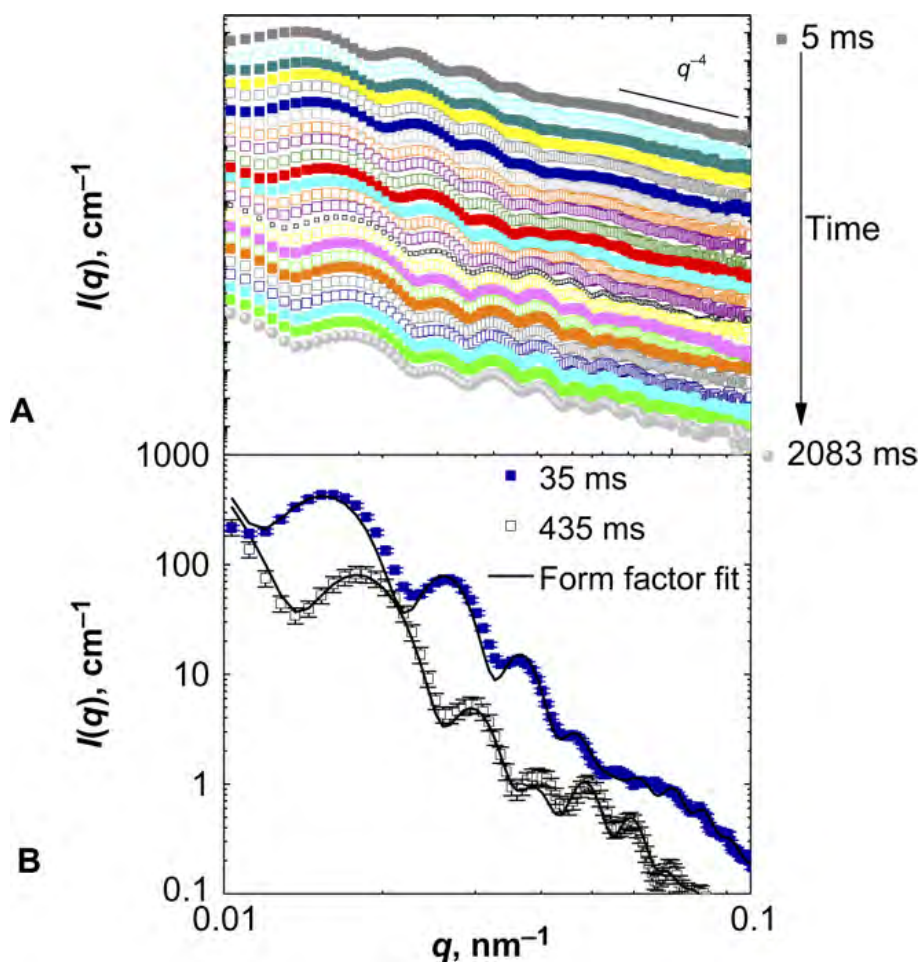 5 ms
q–4
I(q), cm–1
Time
A
2083 ms
1000
35 ms
435 ms
Form factor fit
100
I(q), cm–1
10
1
B
0.1
0.01
0.1
q, nm–1